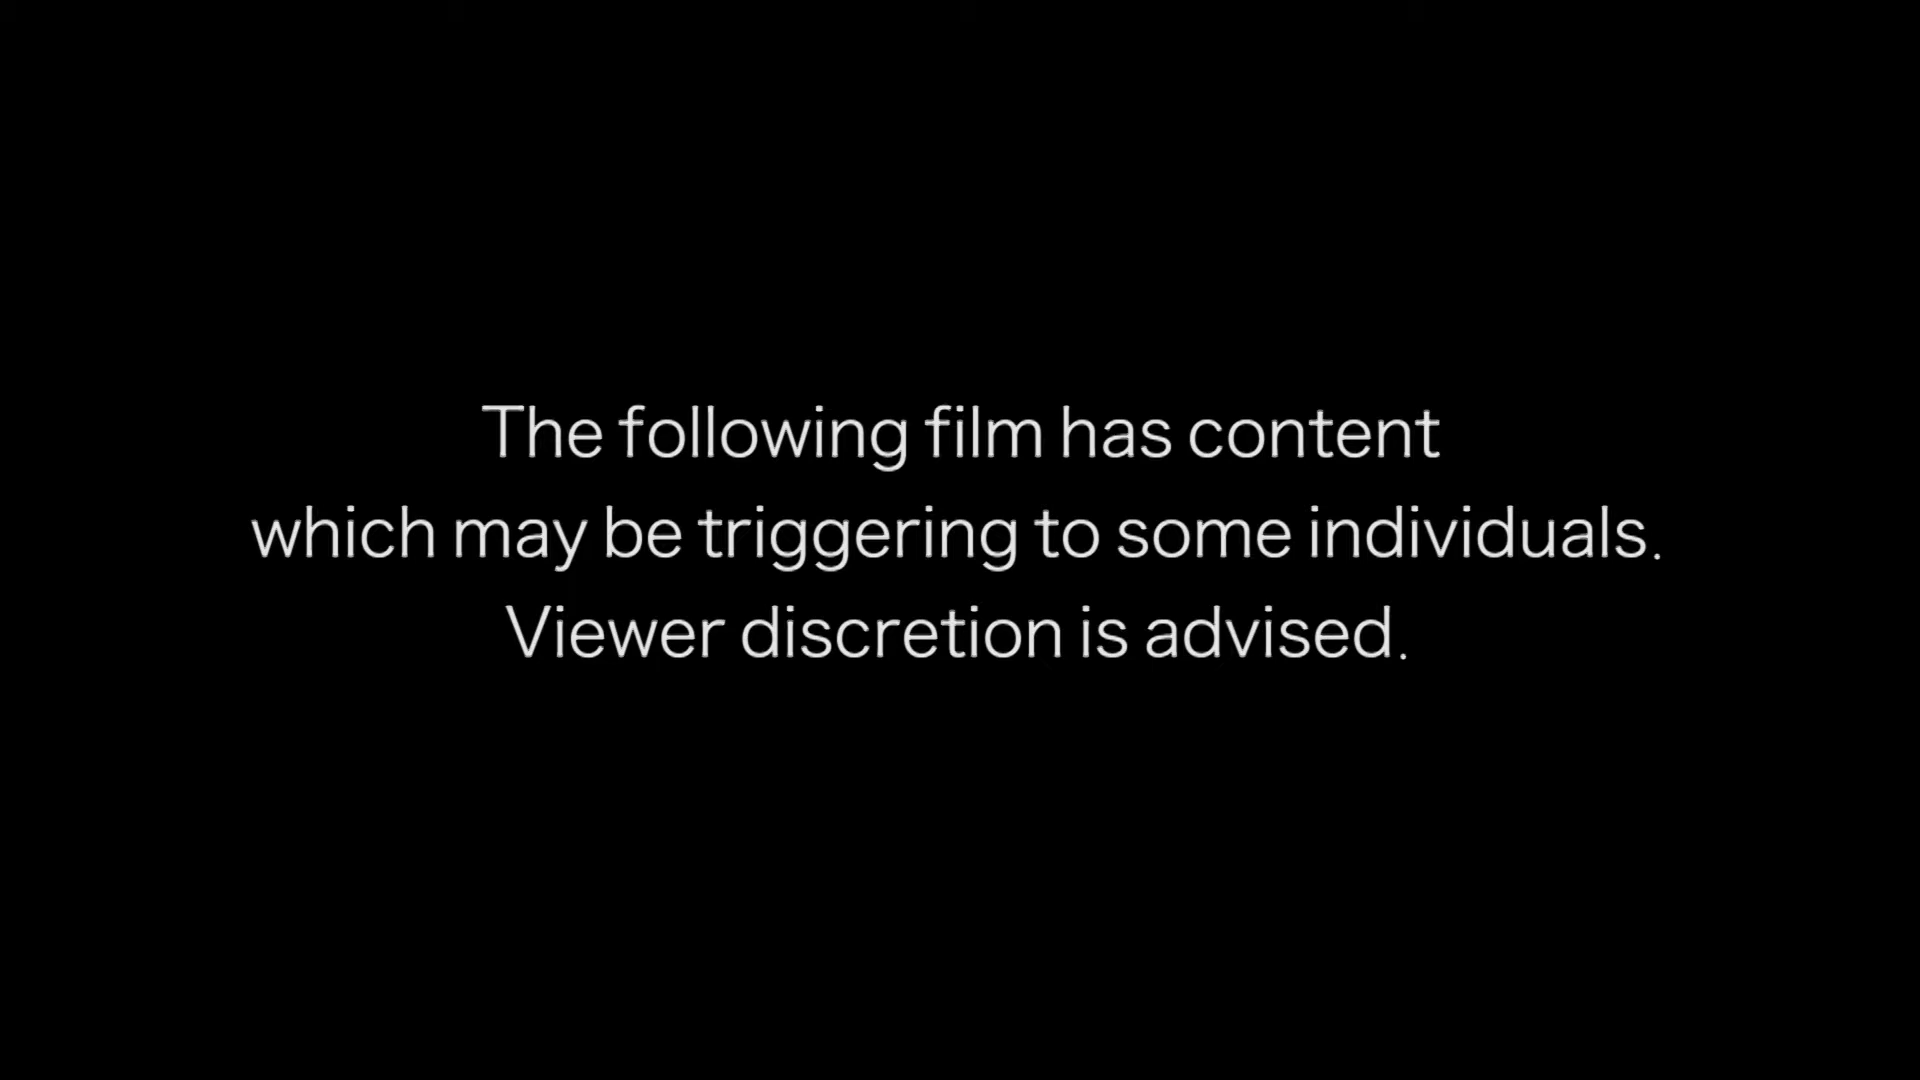 The following film has content
which may be triggering to some individuals.
Viewer discretion is advised.